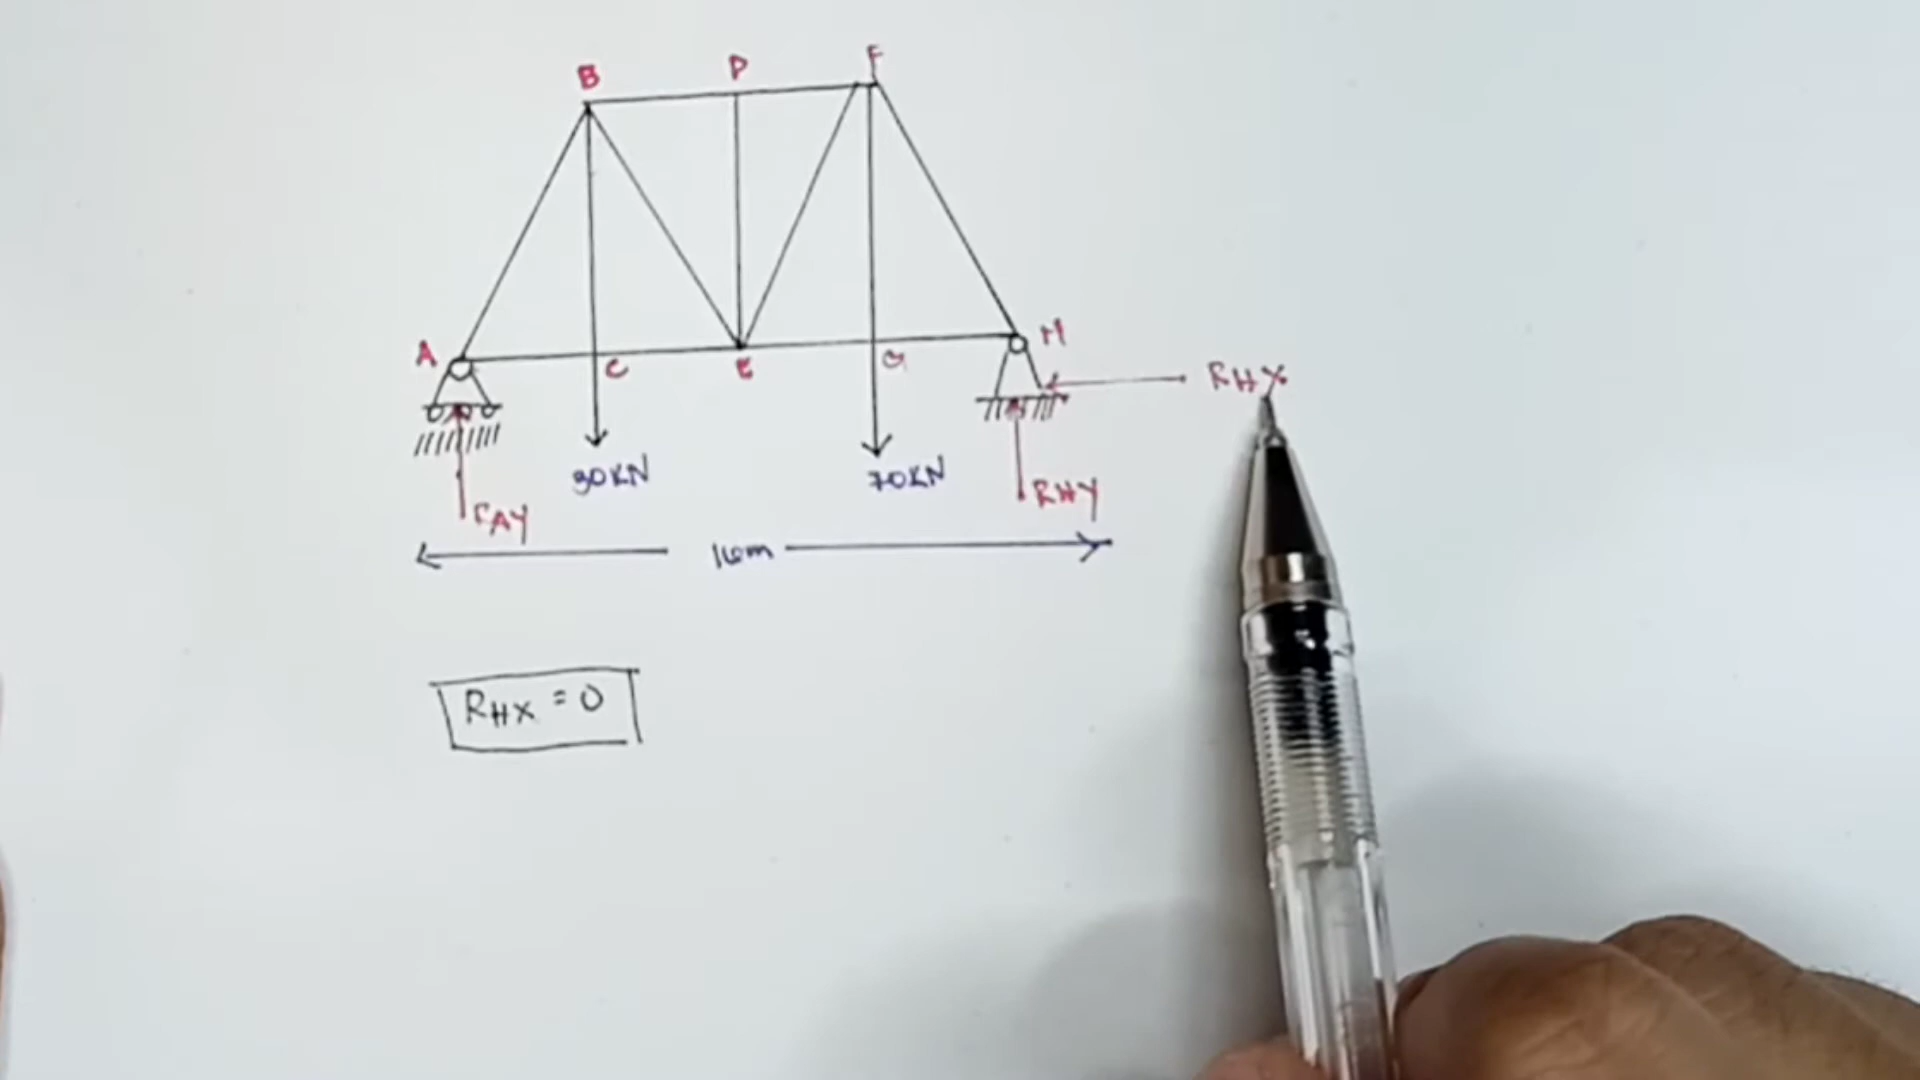 B D F
A C E G H
RHX
30KN 70KN
RAY RHY
16m
RHX = 0